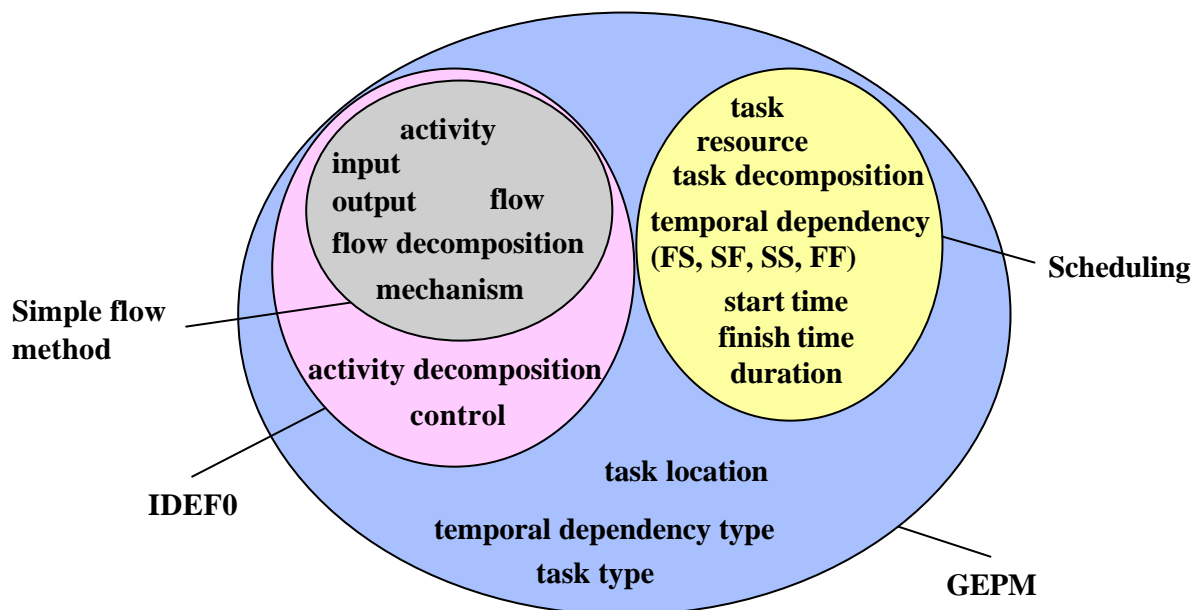 activity
input
output
flow
flow decomposition
mechanism
activity decomposition
control
task
resource
task decomposition
temporal dependency
(FS, SF, SS, FF)
start time
finish time
duration
task location
temporal dependency type
task type
Simple flow
method
IDEF0
Scheduling
GEPM